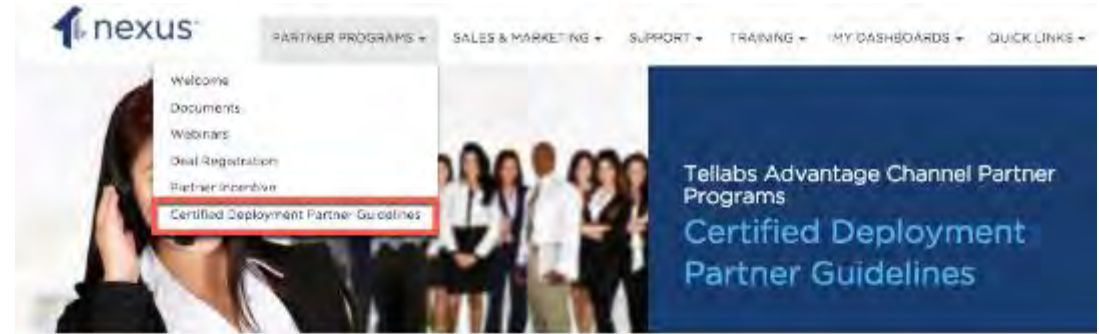 nexus
PARTNER PROGRAMS SALES & MARKETING SUPPORT TRAINING MY DASHBOARDS QUICK LINKS
Welcome
Documents
Webinars
Deal Registration
Partner Incentive
Certified Deployment Partner Guidelines
Tellabs Advantage Channel Partner
Programs
Certified Deployment
Partner Guidelines